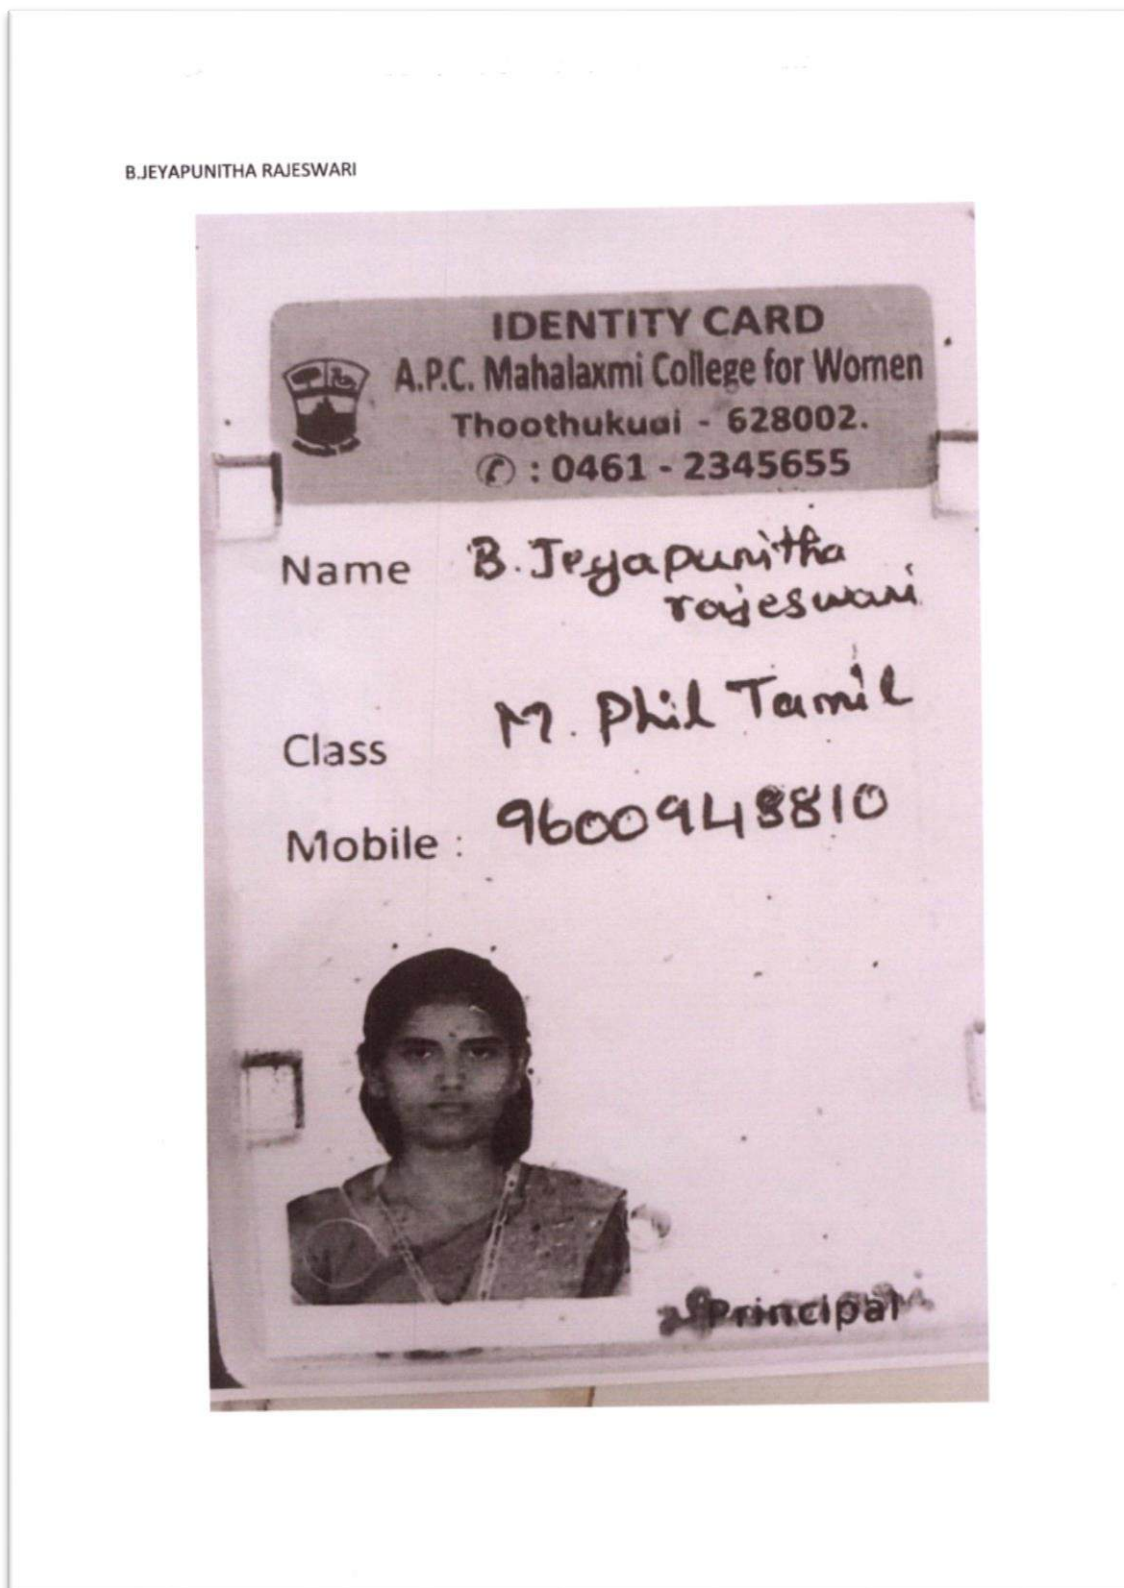 B.JEYAPUNITHA RAJESWARI
IDENTITY CARD
A.P.C. Mahalaxmi College for Women
Thoothukudi - 628002.
✆ : 0461 - 2345655
Name B. Jeyapunitha
rajeswari
Class M. Phil Tamil
Mobile : 9600948810
Principal